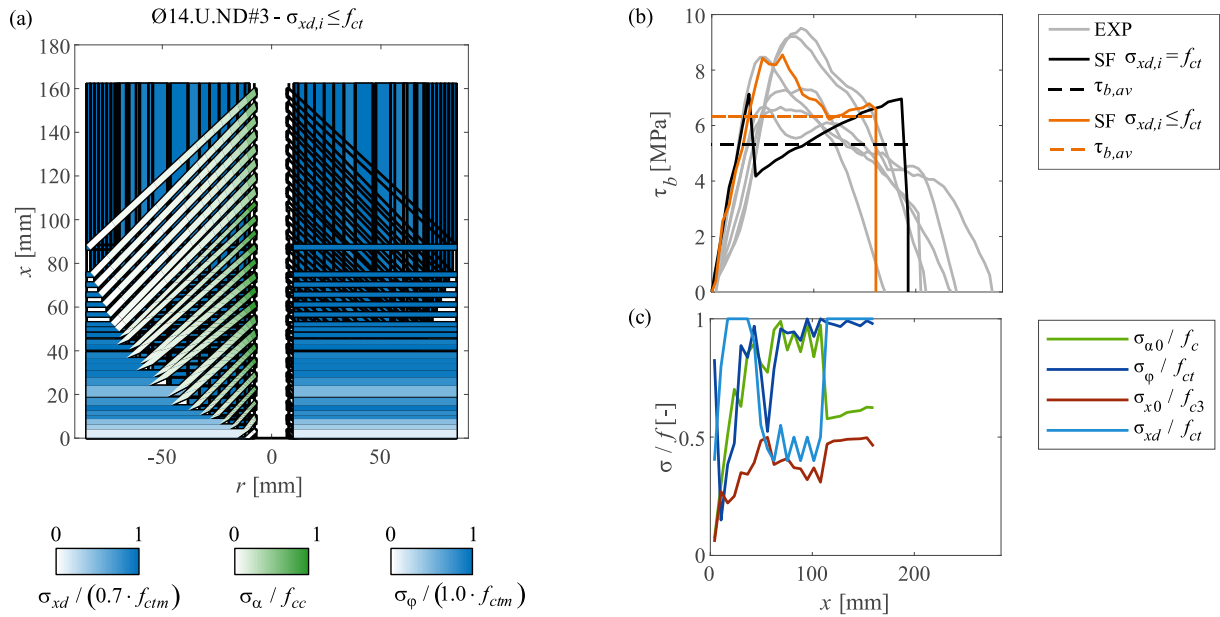 (a)
Ø14.U.ND#3 - σxd,i ≤ fct
180
160
140
120
100
80
60
40
20
0
x [mm]
-50
0
50
r [mm]
0 1
σxd / (0.7 · fctm)
0 1
σα / fcc
0 1
σφ / (1.0 · fctm)
(b)
10
8
6
4
2
0
τb [MPa]
EXP
SF σxd,i = fct
τb,av
SF σxd,i ≤ fct
τb,av
(c)
1
0.5
0
σ / f [-]
0
100
200
x [mm]
σα0 / fc
σφ / fct
σx0 / fc3
σxd / fct